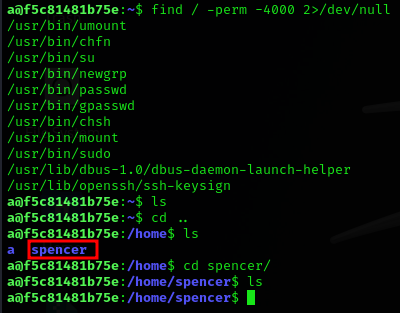 a@f5c81481b75e:~$ find / -perm -4000 2>/dev/null
/usr/bin/umount
/usr/bin/chfn
/usr/bin/su
/usr/bin/newgrp
/usr/bin/passwd
/usr/bin/gpasswd
/usr/bin/chsh
/usr/bin/mount
/usr/bin/sudo
/usr/lib/dbus-1.0/dbus-daemon-launch-helper
/usr/lib/openssh/ssh-keysign
a@f5c81481b75e:~$ ls
a@f5c81481b75e:~$ cd ..
a@f5c81481b75e:/home$ ls
a spencer
a@f5c81481b75e:/home$ cd spencer/
a@f5c81481b75e:/home/spencer$ ls
a@f5c81481b75e:/home/spencer$